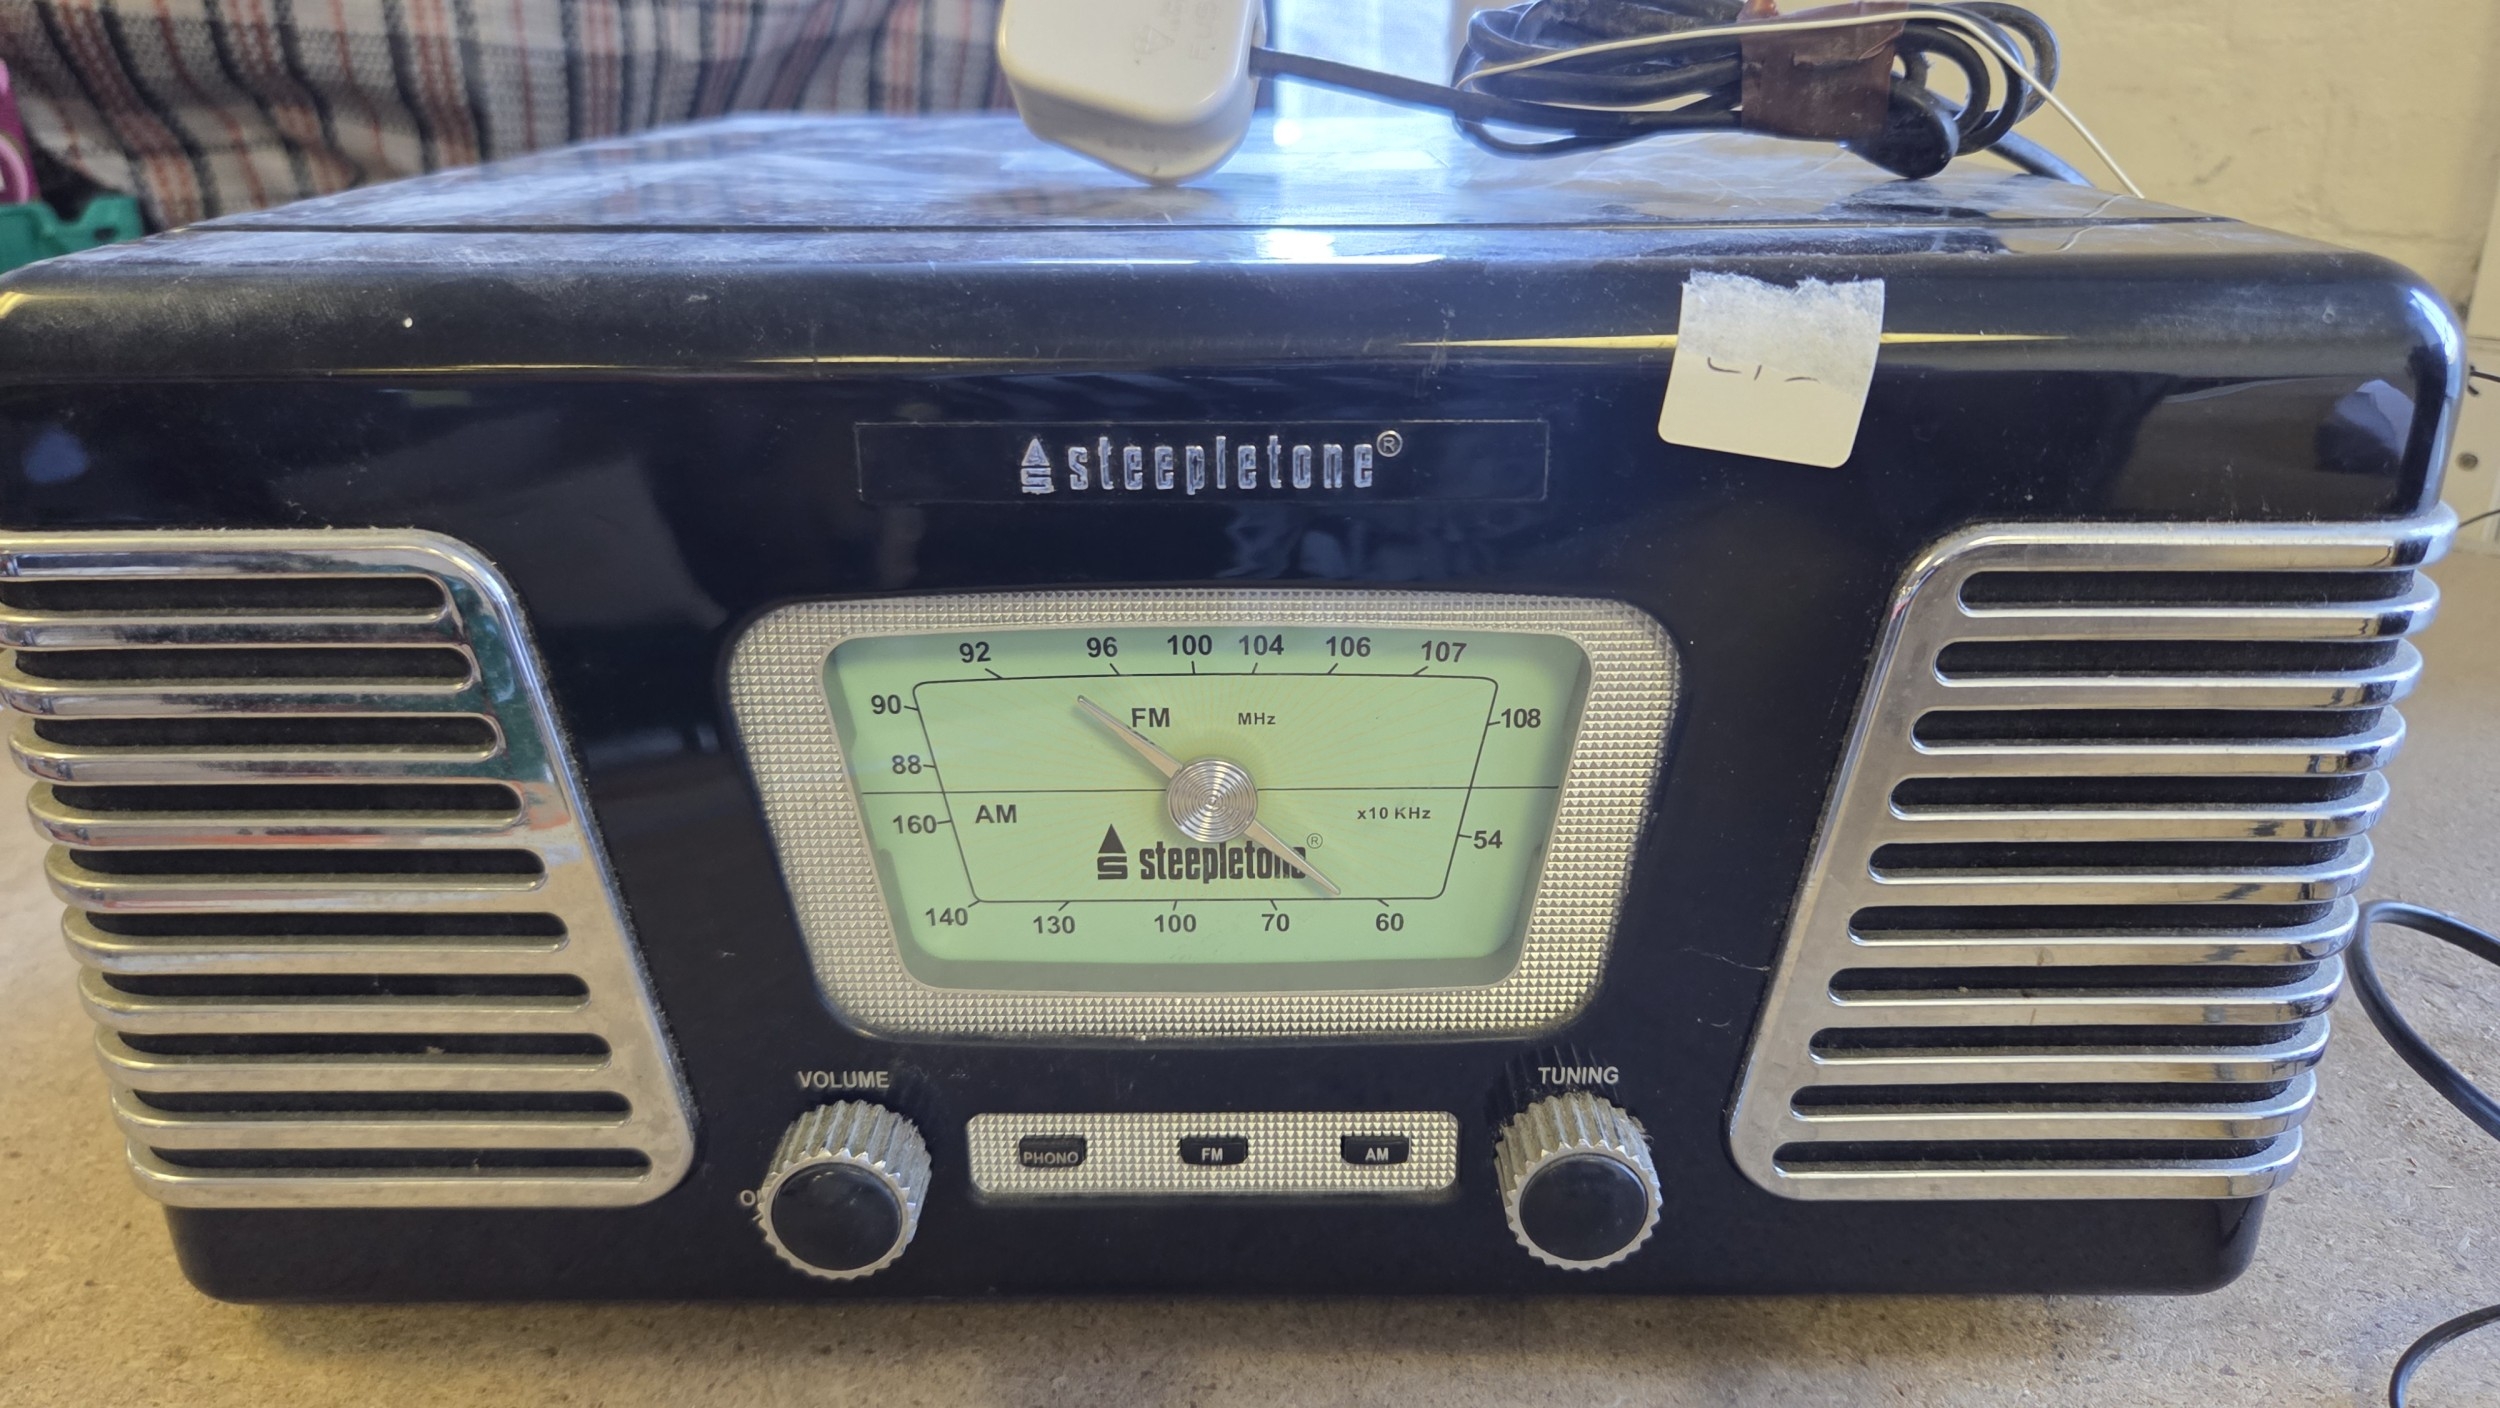 steepletone®
92 96 100 104 106 107
90 FM MHz 108
88
160 AM x10 KHz 54
steepletone®
140 130 100 70 60
VOLUME TUNING
PHONO FM AM